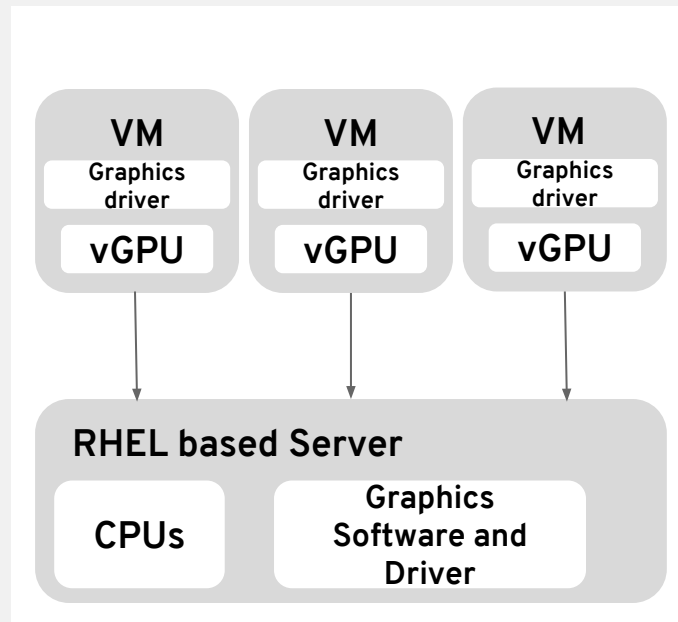 VM
Graphics
driver
vGPU
VM
Graphics
driver
vGPU
VM
Graphics
driver
vGPU
RHEL based Server
CPUs
Graphics
Software and
Driver